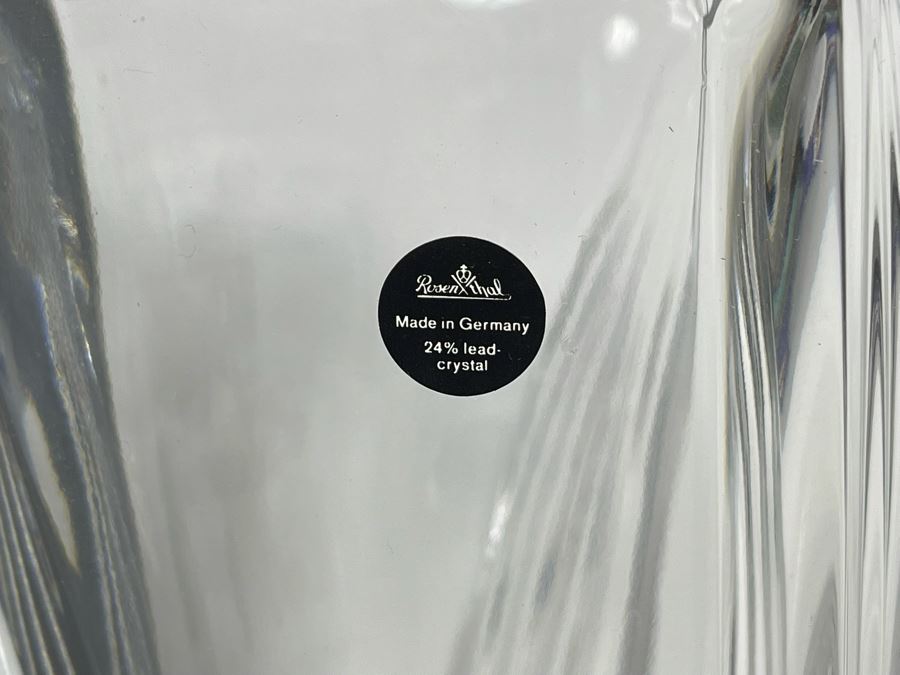 Rosenthal
Made in Germany
24% lead-
crystal